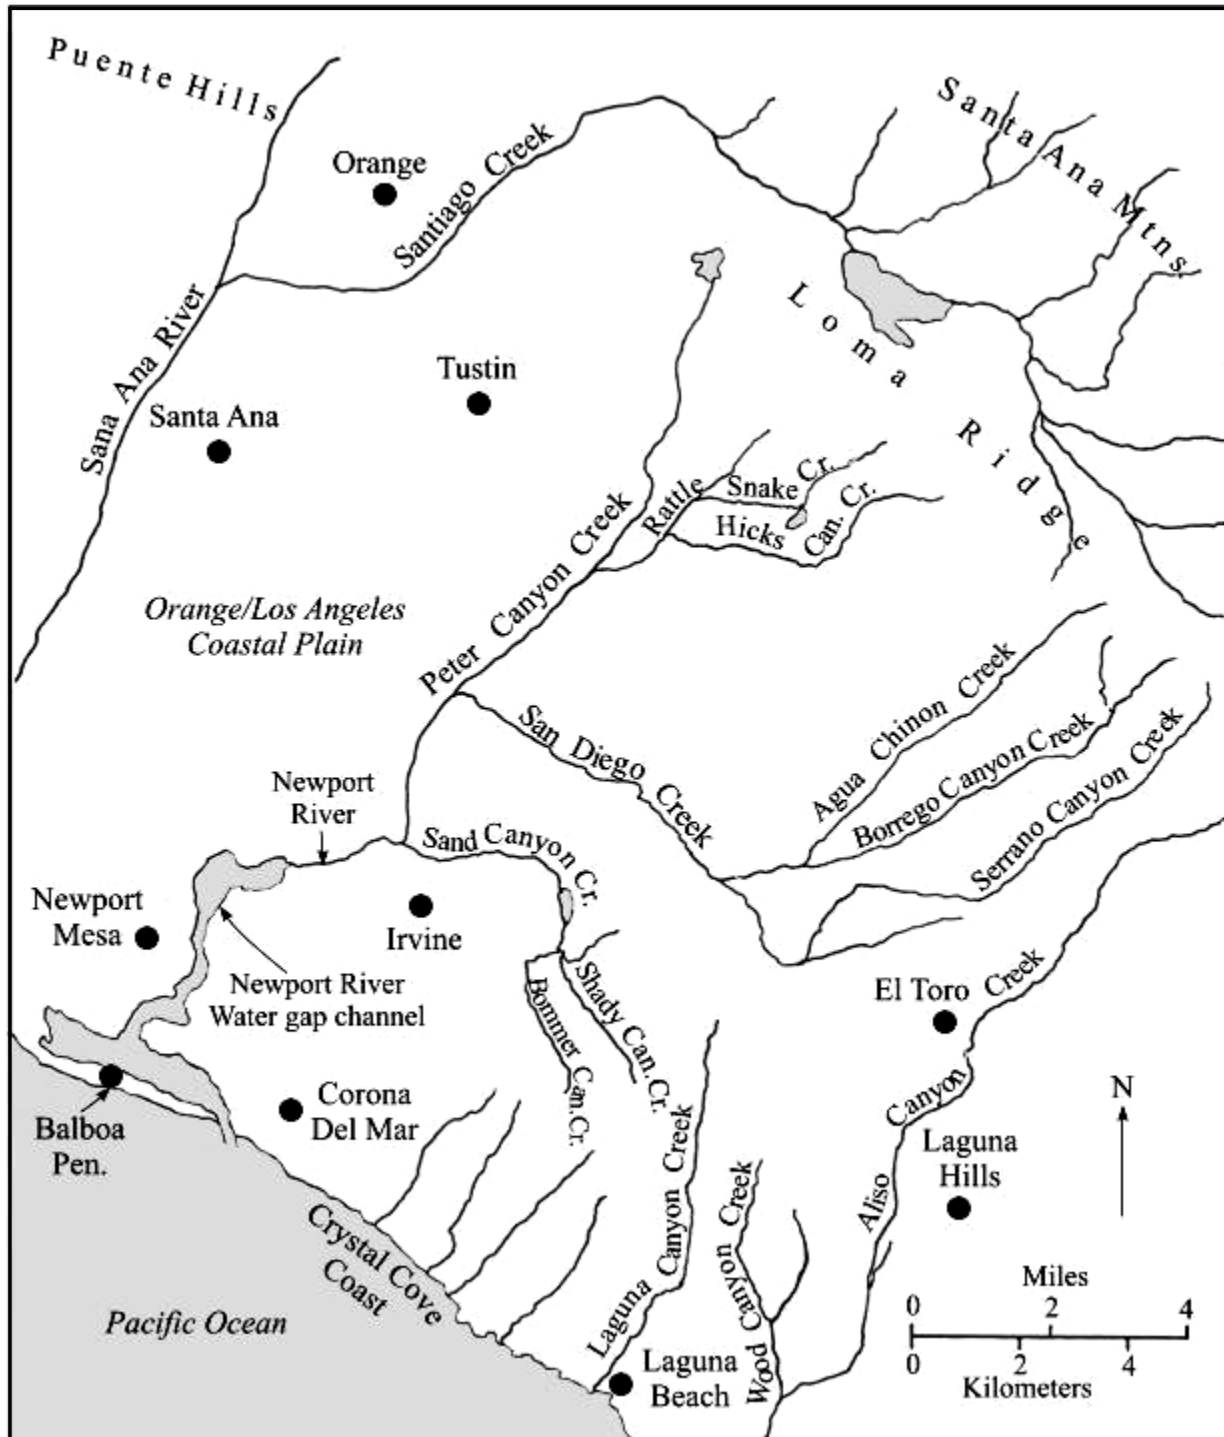 Puente Hills
Santa Ana Mtns.
Orange
Santiago Creek
Loma Ridge
Sana Ana River
Tustin
Santa Ana
Rattle
Snake Cr.
Hicks
Can. Cr.
Peter Canyon Creek
Orange/Los Angeles
Coastal Plain
San Diego Creek
Agua Chinon Creek
Borrego Canyon Creek
Serrano Canyon Creek
Newport
River
Sand Canyon Cr.
Newport
Mesa
Irvine
Newport River
Water gap channel
Bommer Can.Cr.
Shady Can.Cr.
El Toro
Aliso Canyon Creek
Balboa
Pen.
Corona
Del Mar
N
Laguna
Hills
Crystal Cove
Coast
Laguna Canyon Creek
Wood Canyon Creek
Pacific Ocean
Laguna
Beach
Miles
0 2 4
0 2 4
Kilometers